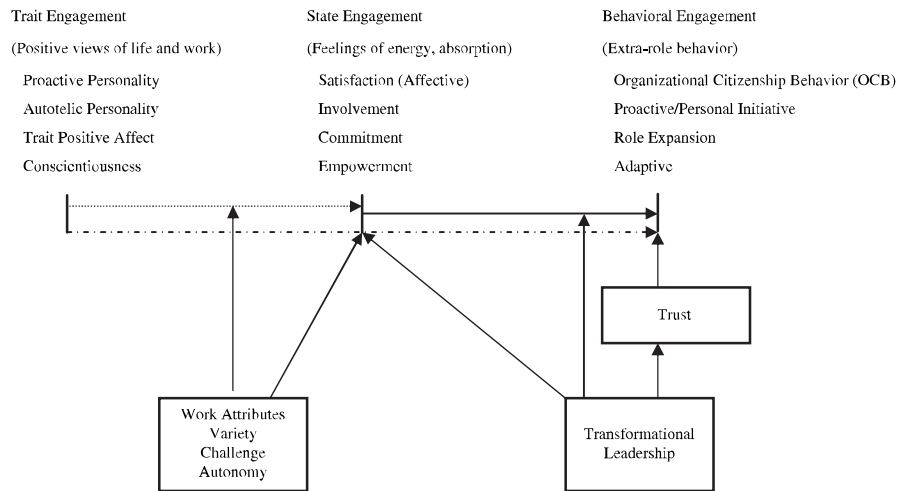 Trait Engagement
(Positive views of life and work)
Proactive Personality
Autotelic Personality
Trait Positive Affect
Conscientiousness
State Engagement
(Feelings of energy, absorption)
Satisfaction (Affective)
Involvement
Commitment
Empowerment
Behavioral Engagement
(Extra-role behavior)
Organizational Citizenship Behavior (OCB)
Proactive/Personal Initiative
Role Expansion
Adaptive
Trust
Work Attributes
Variety
Challenge
Autonomy
Transformational
Leadership